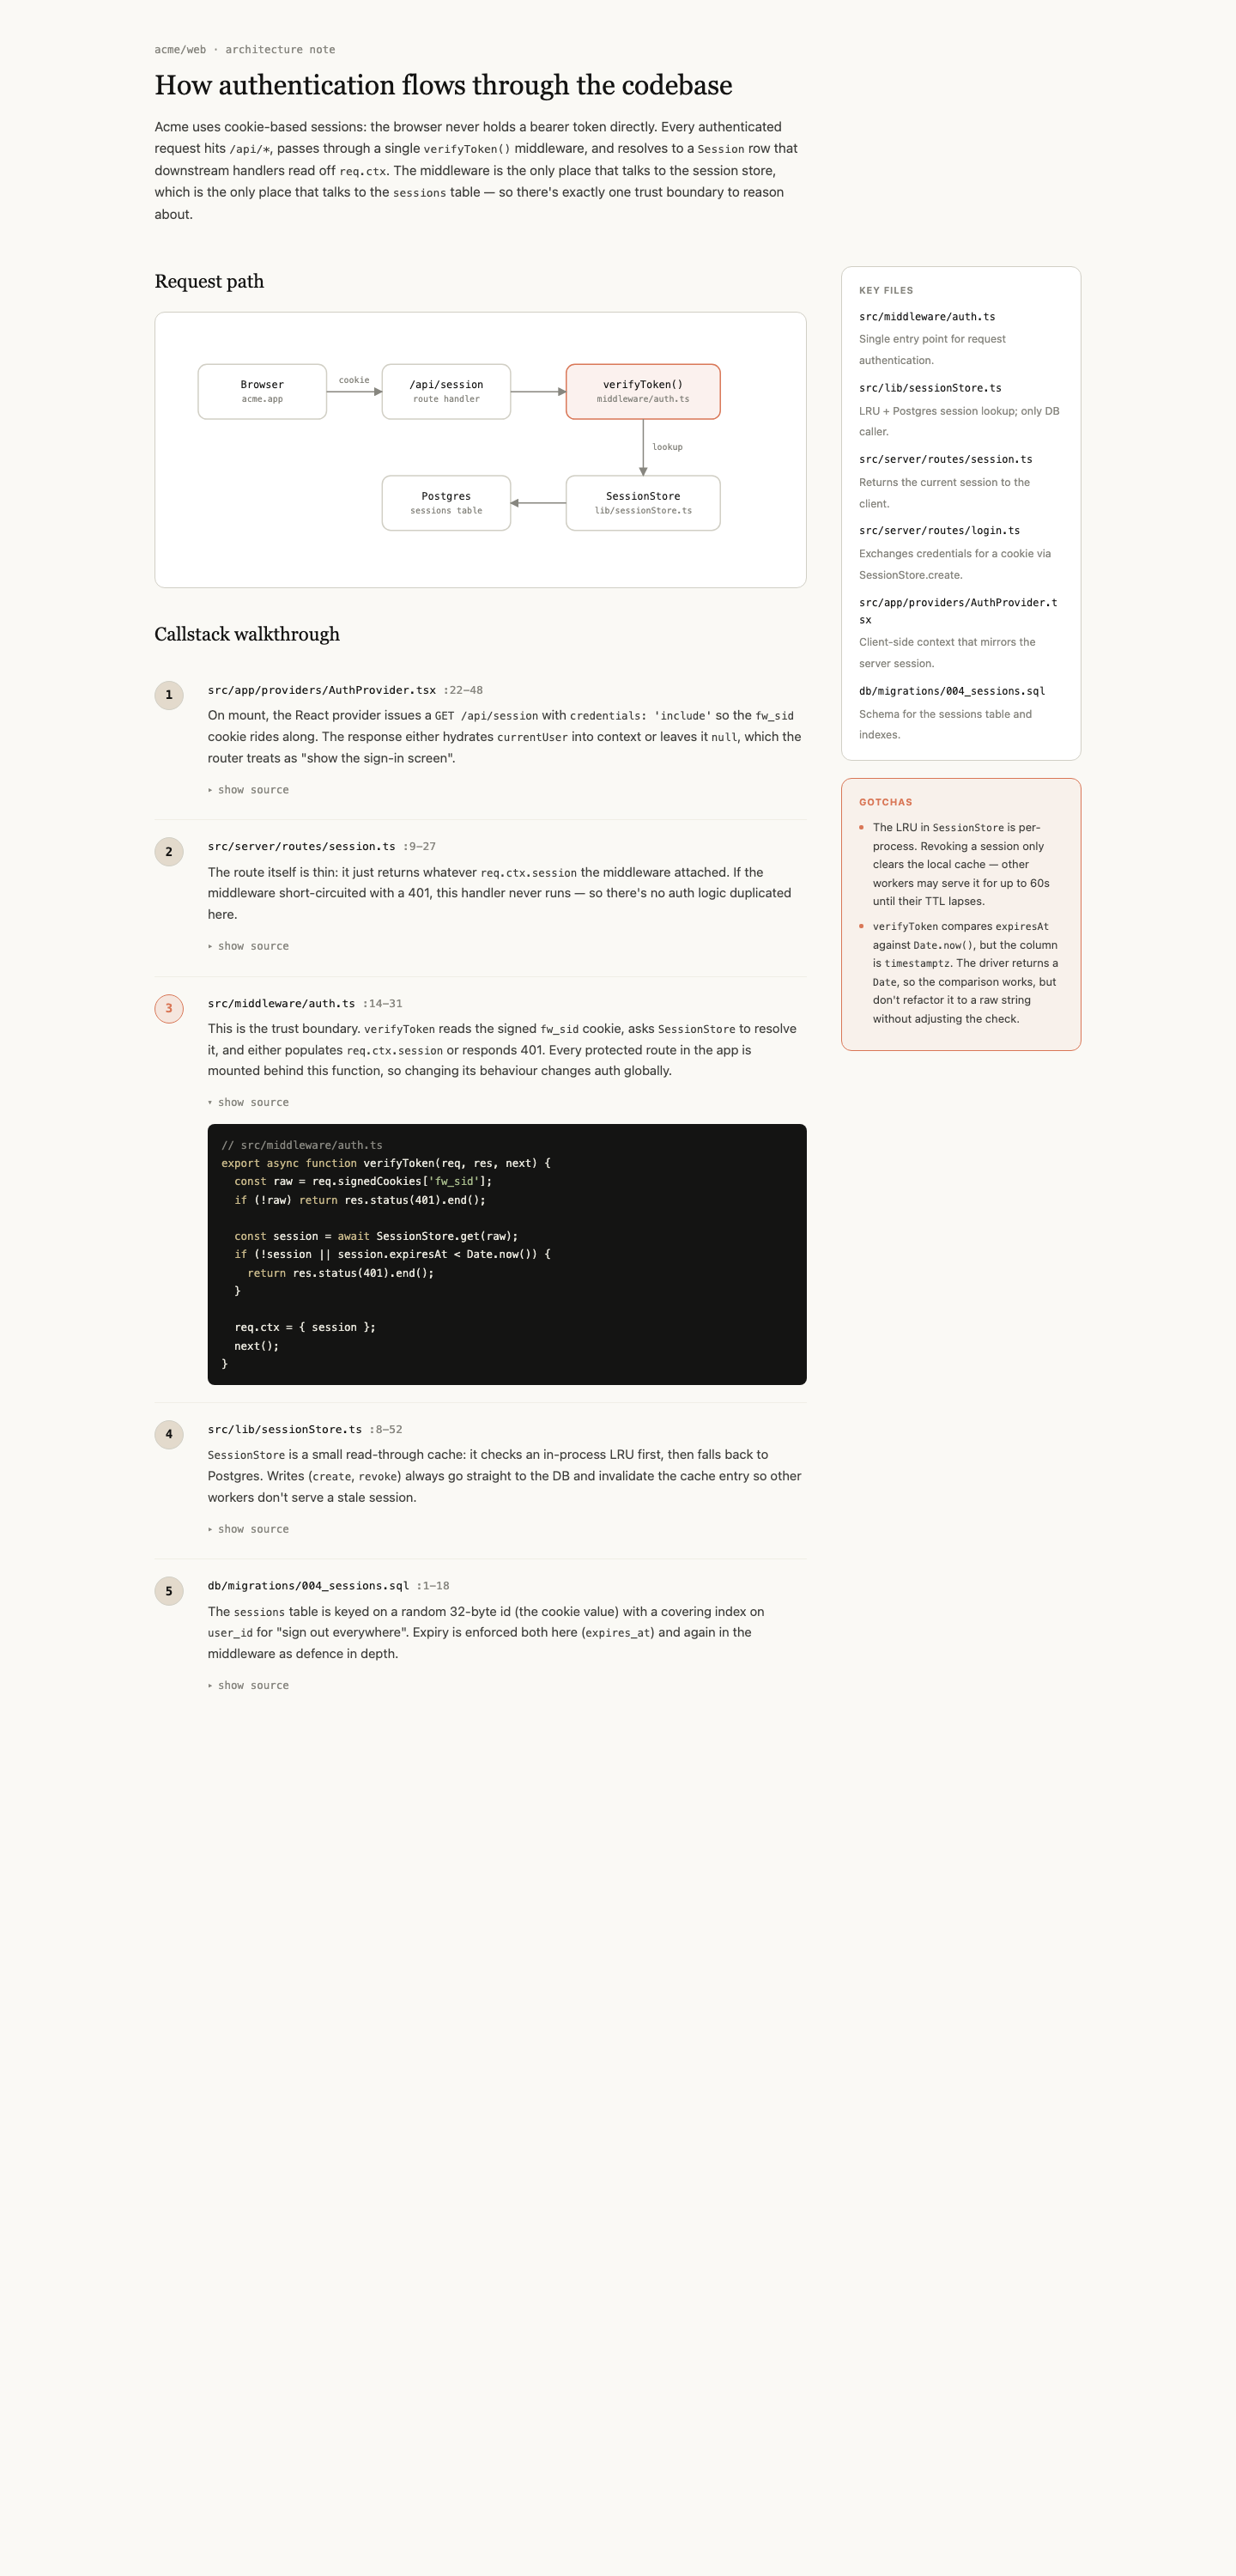 acme/web · architecture note
How authentication flows through the codebase
Acme uses cookie-based sessions: the browser never holds a bearer token directly. Every authenticated
request hits /api/*, passes through a single verifyToken() middleware, and resolves to a Session row that
downstream handlers read off req.ctx. The middleware is the only place that talks to the session store,
which is the only place that talks to the sessions table — so there's exactly one trust boundary to reason
about.
Request path
Browser
acme.app
cookie
/api/session
route handler
verifyToken()
middleware/auth.ts
lookup
Postgres
sessions table
SessionStore
lib/sessionStore.ts
Callstack walkthrough
1
src/app/providers/AuthProvider.tsx :22–48
On mount, the React provider issues a GET /api/session with credentials: 'include' so the fw_sid
cookie rides along. The response either hydrates currentUser into context or leaves it null, which the
router treats as "show the sign-in screen".
▸ show source
2
src/server/routes/session.ts :9–27
The route itself is thin: it just returns whatever req.ctx.session the middleware attached. If the
middleware short-circuited with a 401, this handler never runs — so there's no auth logic duplicated
here.
▸ show source
3
src/middleware/auth.ts :14–31
This is the trust boundary. verifyToken reads the signed fw_sid cookie, asks SessionStore to resolve
it, and either populates req.ctx.session or responds 401. Every protected route in the app is
mounted behind this function, so changing its behaviour changes auth globally.
▾ show source
// src/middleware/auth.ts
export async function verifyToken(req, res, next) {
  const raw = req.signedCookies['fw_sid'];
  if (!raw) return res.status(401).end();
  const session = await SessionStore.get(raw);
  if (!session || session.expiresAt < Date.now()) {
    return res.status(401).end();
  }
  req.ctx = { session };
  next();
}
4
src/lib/sessionStore.ts :8–52
SessionStore is a small read-through cache: it checks an in-process LRU first, then falls back to
Postgres. Writes (create, revoke) always go straight to the DB and invalidate the cache entry so other
workers don't serve a stale session.
▸ show source
5
db/migrations/004_sessions.sql :1–18
The sessions table is keyed on a random 32-byte id (the cookie value) with a covering index on
user_id for "sign out everywhere". Expiry is enforced both here (expires_at) and again in the
middleware as defence in depth.
▸ show source
KEY FILES
src/middleware/auth.ts
Single entry point for request
authentication.
src/lib/sessionStore.ts
LRU + Postgres session lookup; only DB
caller.
src/server/routes/session.ts
Returns the current session to the
client.
src/server/routes/login.ts
Exchanges credentials for a cookie via
SessionStore.create.
src/app/providers/AuthProvider.t
sx
Client-side context that mirrors the
server session.
db/migrations/004_sessions.sql
Schema for the sessions table and
indexes.
GOTCHAS
The LRU in SessionStore is per-
process. Revoking a session only
clears the local cache — other
workers may serve it for up to 60s
until their TTL lapses.
verifyToken compares expiresAt
against Date.now(), but the column
is timestamptz. The driver returns a
Date, so the comparison works, but
don't refactor it to a raw string
without adjusting the check.